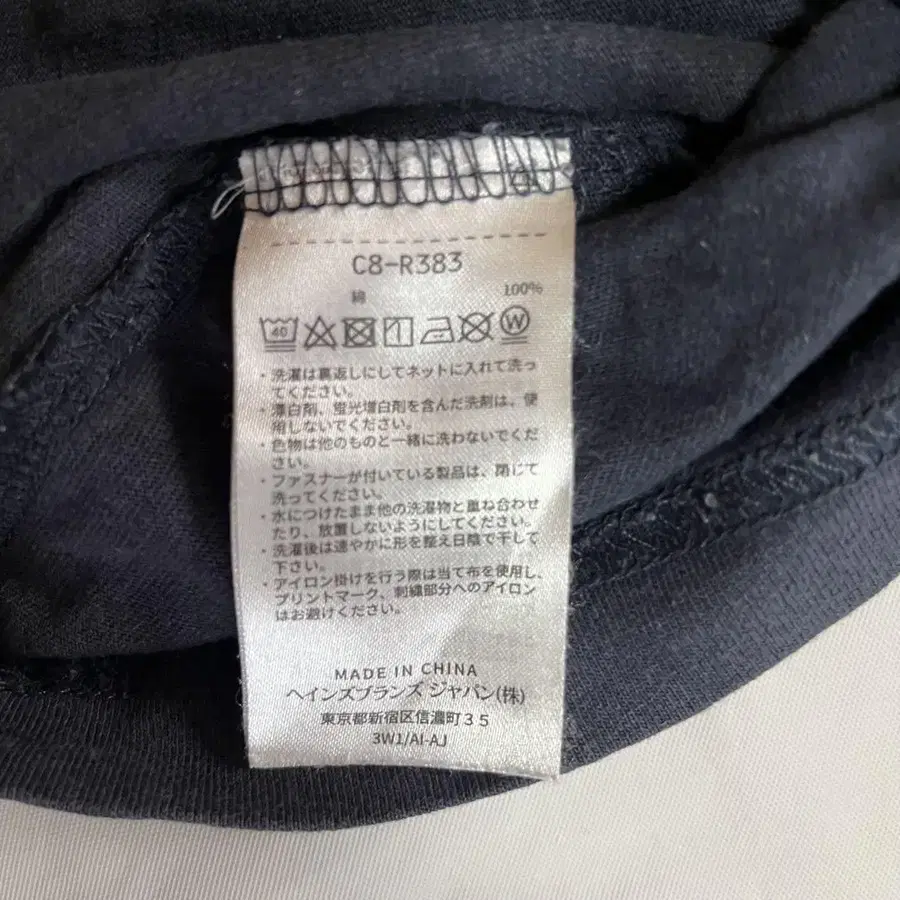 C8-R383
綿 100%
40 W
・洗濯は裏返しにしてネットに入れて洗っ
てください。
・漂白剤、蛍光増白剤を含んだ洗剤は、使
用しないでください。
・色物は他のものと一緒に洗わないでくだ
さい。
・ファスナーが付いている製品は、閉じて
洗ってください。
・水につけたまま他の洗濯物と重ね合わせ
たり、放置しないようにしてください。
・洗濯後は速やかに形を整え日陰で干して
下さい。
・アイロン掛けを行う際は当て布を使用し、
プリントマーク、刺繍部分へのアイロン
はお避けください。
MADE IN CHINA
ヘインズブランズ ジャパン(株)
東京都新宿区信濃町35
3W1/AI-AJ